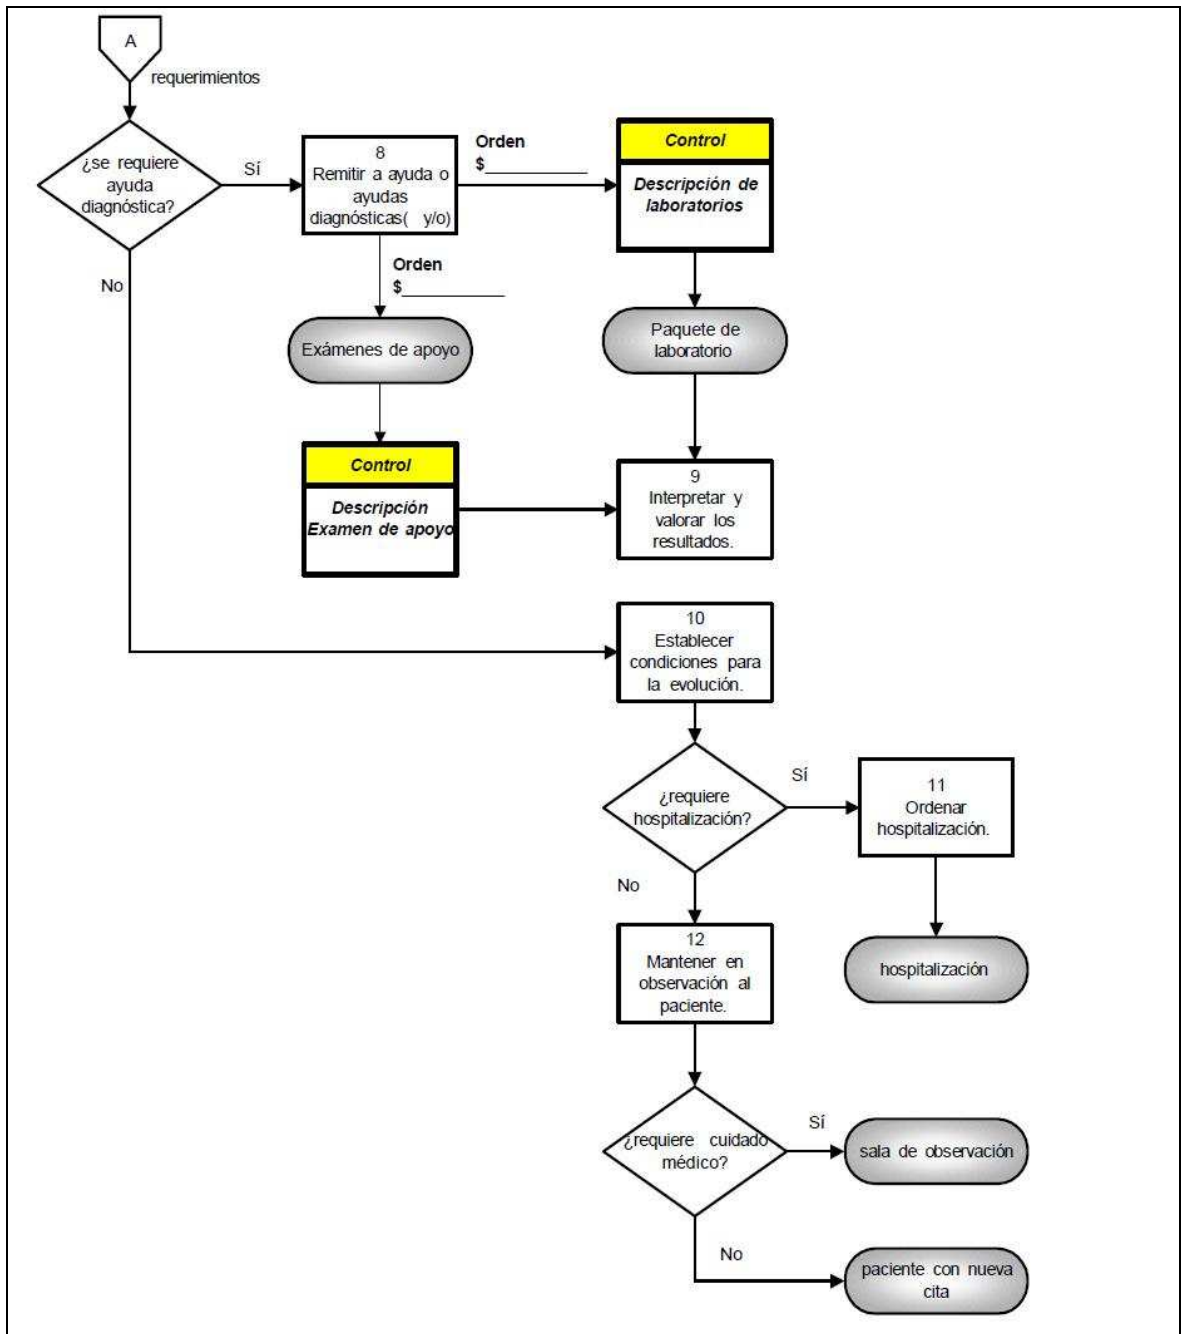 A
requerimientos
¿se requiere
ayuda
diagnóstica?
Sí
8
Remitir a ayuda o
ayudas
diagnósticas( y/o)
Orden
$____________
Control
Descripción de
laboratorios
No
Orden
$____________
Exámenes de apoyo
Paquete de
laboratorio
Control
Descripción
Examen de apoyo
9
Interpretar y
valorar los
resultados.
10
Establecer
condiciones para
la evolución.
¿requiere
hospitalización?
Sí
11
Ordenar
hospitalización.
No
12
Mantener en
observación al
paciente.
hospitalización
¿requiere cuidado
médico?
Sí
sala de observación
No
paciente con nueva
cita